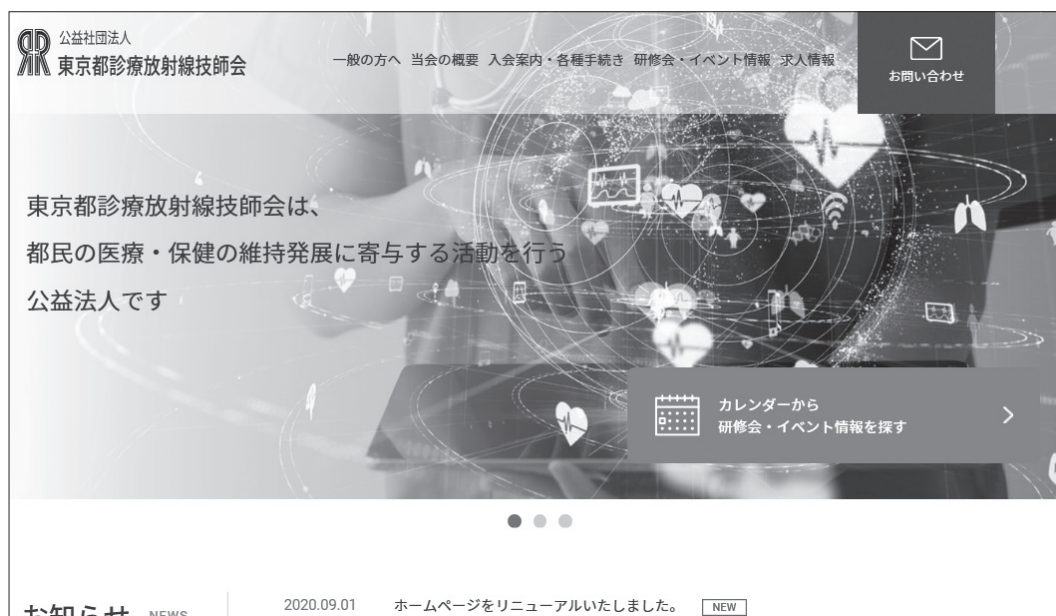 公益社団法人
東京都診療放射線技師会
一般の方へ 当会の概要 入会案内・各種手続き 研修会・イベント情報 求人情報
お問い合わせ
東京都診療放射線技師会は、
都民の医療・保健の維持発展に寄与する活動を行う
公益法人です
カレンダーから
研修会・イベント情報を探す
お知らせ NEWS
2020.09.01 ホームページをリニューアルいたしました。 NEW